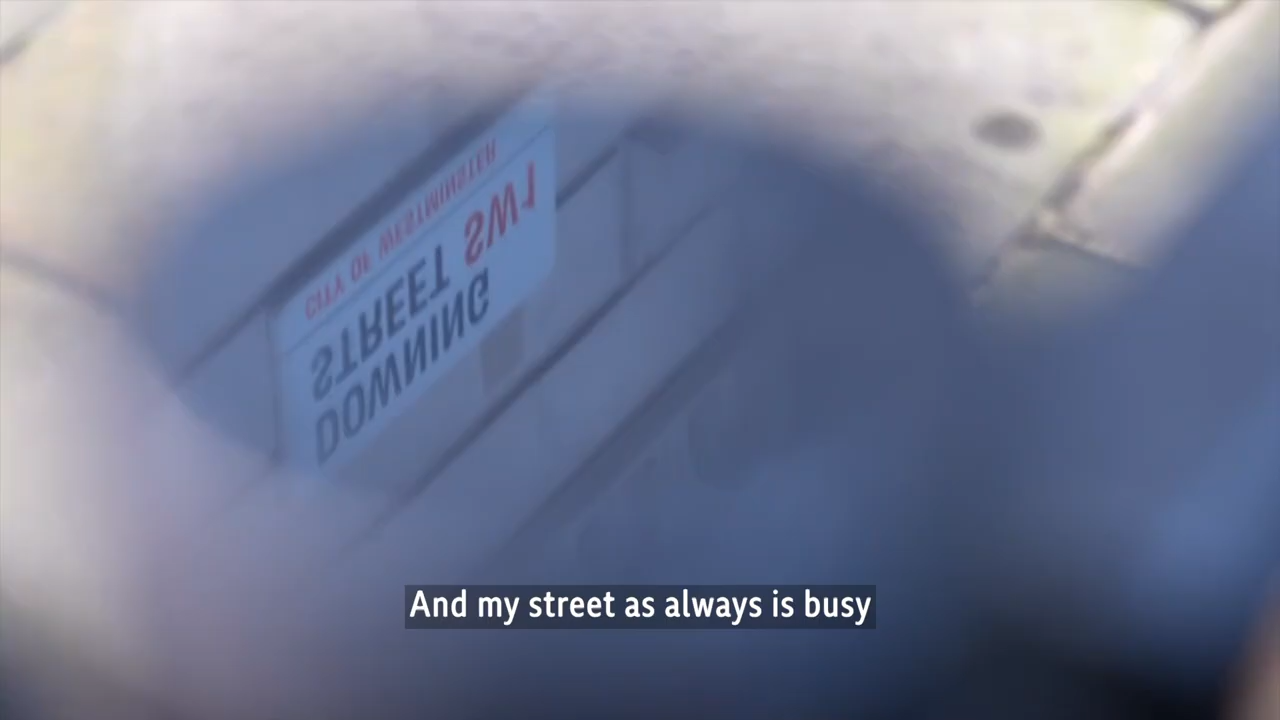 CITY OF WESTMINSTER
STREET SW1
DOWNING
And my street as always is busy